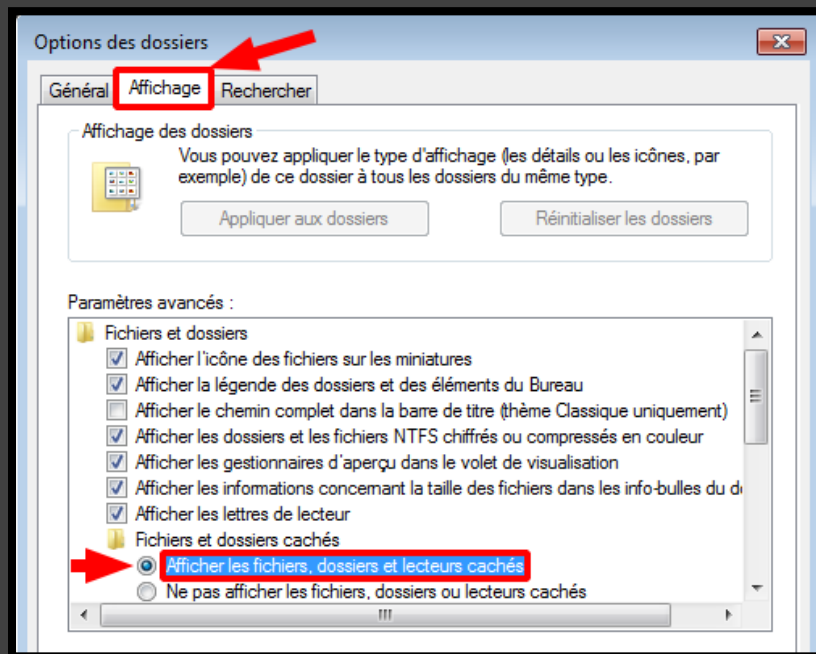 Options des dossiers
Général Affichage Rechercher
Affichage des dossiers
Vous pouvez appliquer le type d'affichage (les détails ou les icônes, par
exemple) de ce dossier à tous les dossiers du même type.
Appliquer aux dossiers Réinitialiser les dossiers
Paramètres avancés :
Fichiers et dossiers
Afficher l'icône des fichiers sur les miniatures
Afficher la légende des dossiers et des éléments du Bureau
Afficher le chemin complet dans la barre de titre (thème Classique uniquement)
Afficher les dossiers et les fichiers NTFS chiffrés ou compressés en couleur
Afficher les gestionnaires d'aperçu dans le volet de visualisation
Afficher les informations concernant la taille des fichiers dans les info-bulles du
Afficher les lettres de lecteur
Fichiers et dossiers cachés
Afficher les fichiers, dossiers et lecteurs cachés
Ne pas afficher les fichiers, dossiers ou lecteurs cachés